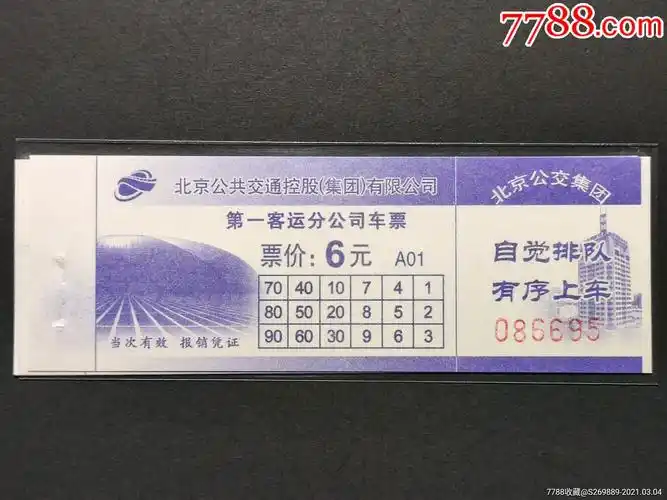 7788.com
北京公共交通控股(集团)有限公司
第一客运分公司车票
票价: 6元 A01
70 40 10 7 4 1
80 50 20 8 5 2
90 60 30 9 6 3
当次有效 报销凭证
北京公交集团
自觉排队
有序上车
086695
7788收藏@S269889-2021.03.04